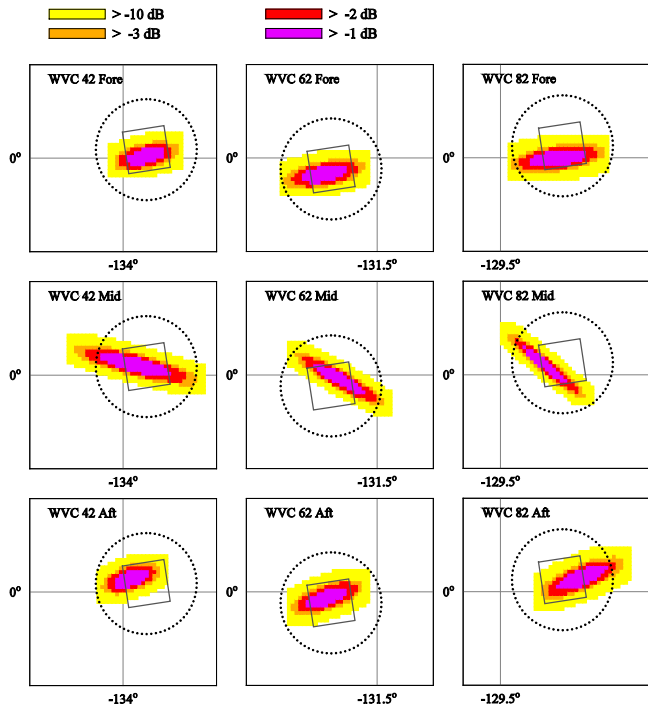 > -10 dB > -2 dB
> -3 dB > -1 dB
WVC 42 Fore WVC 62 Fore WVC 82 Fore
0° 0° 0°
-134° -131.5° -129.5°
WVC 42 Mid WVC 62 Mid WVC 82 Mid
0° 0° 0°
-134° -131.5° -129.5°
WVC 42 Aft WVC 62 Aft WVC 82 Aft
0° 0° 0°
-134° -131.5° -129.5°